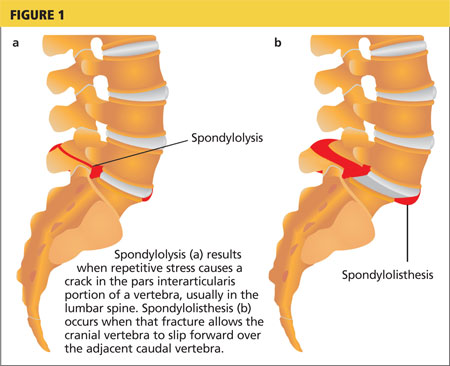 FIGURE 1
a
b
Spondylolysis
Spondylolisthesis
Spondylolysis (a) results
when repetitive stress causes a
crack in the pars interarticularis
portion of a vertebra, usually in the
lumbar spine. Spondylolisthesis (b)
occurs when that fracture allows the
cranial vertebra to slip forward over
the adjacent caudal vertebra.